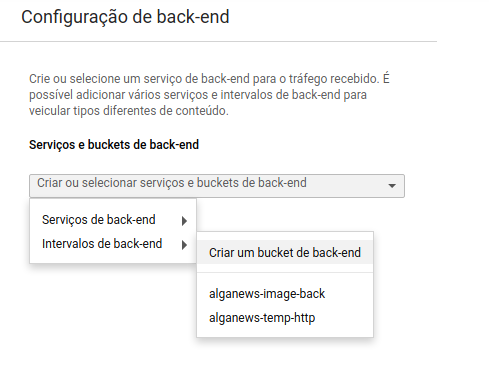 Configuração de back-end
Crie ou selecione um serviço de back-end para o tráfego recebido. É
possível adicionar vários serviços e intervalos de back-end para
veicular tipos diferentes de conteúdo.
Serviços e buckets de back-end
Criar ou selecionar serviços e buckets de back-end
Serviços de back-end
Intervalos de back-end
Criar um bucket de back-end
alganews-image-back
alganews-temp-http